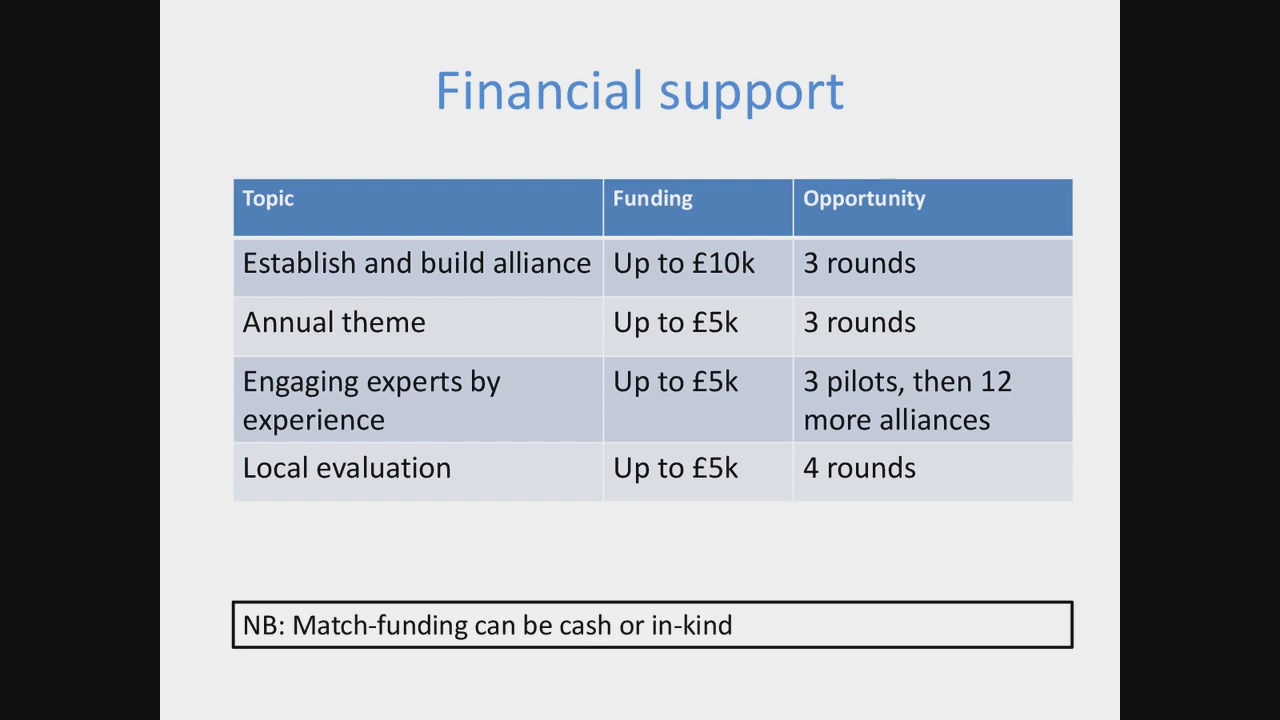 Financial support
Topic Funding Opportunity
Establish and build alliance Up to £10k 3 rounds
Annual theme Up to £5k 3 rounds
Engaging experts by Up to £5k 3 pilots, then 12
experience more alliances
Local evaluation Up to £5k 4 rounds
NB: Match-funding can be cash or in-kind